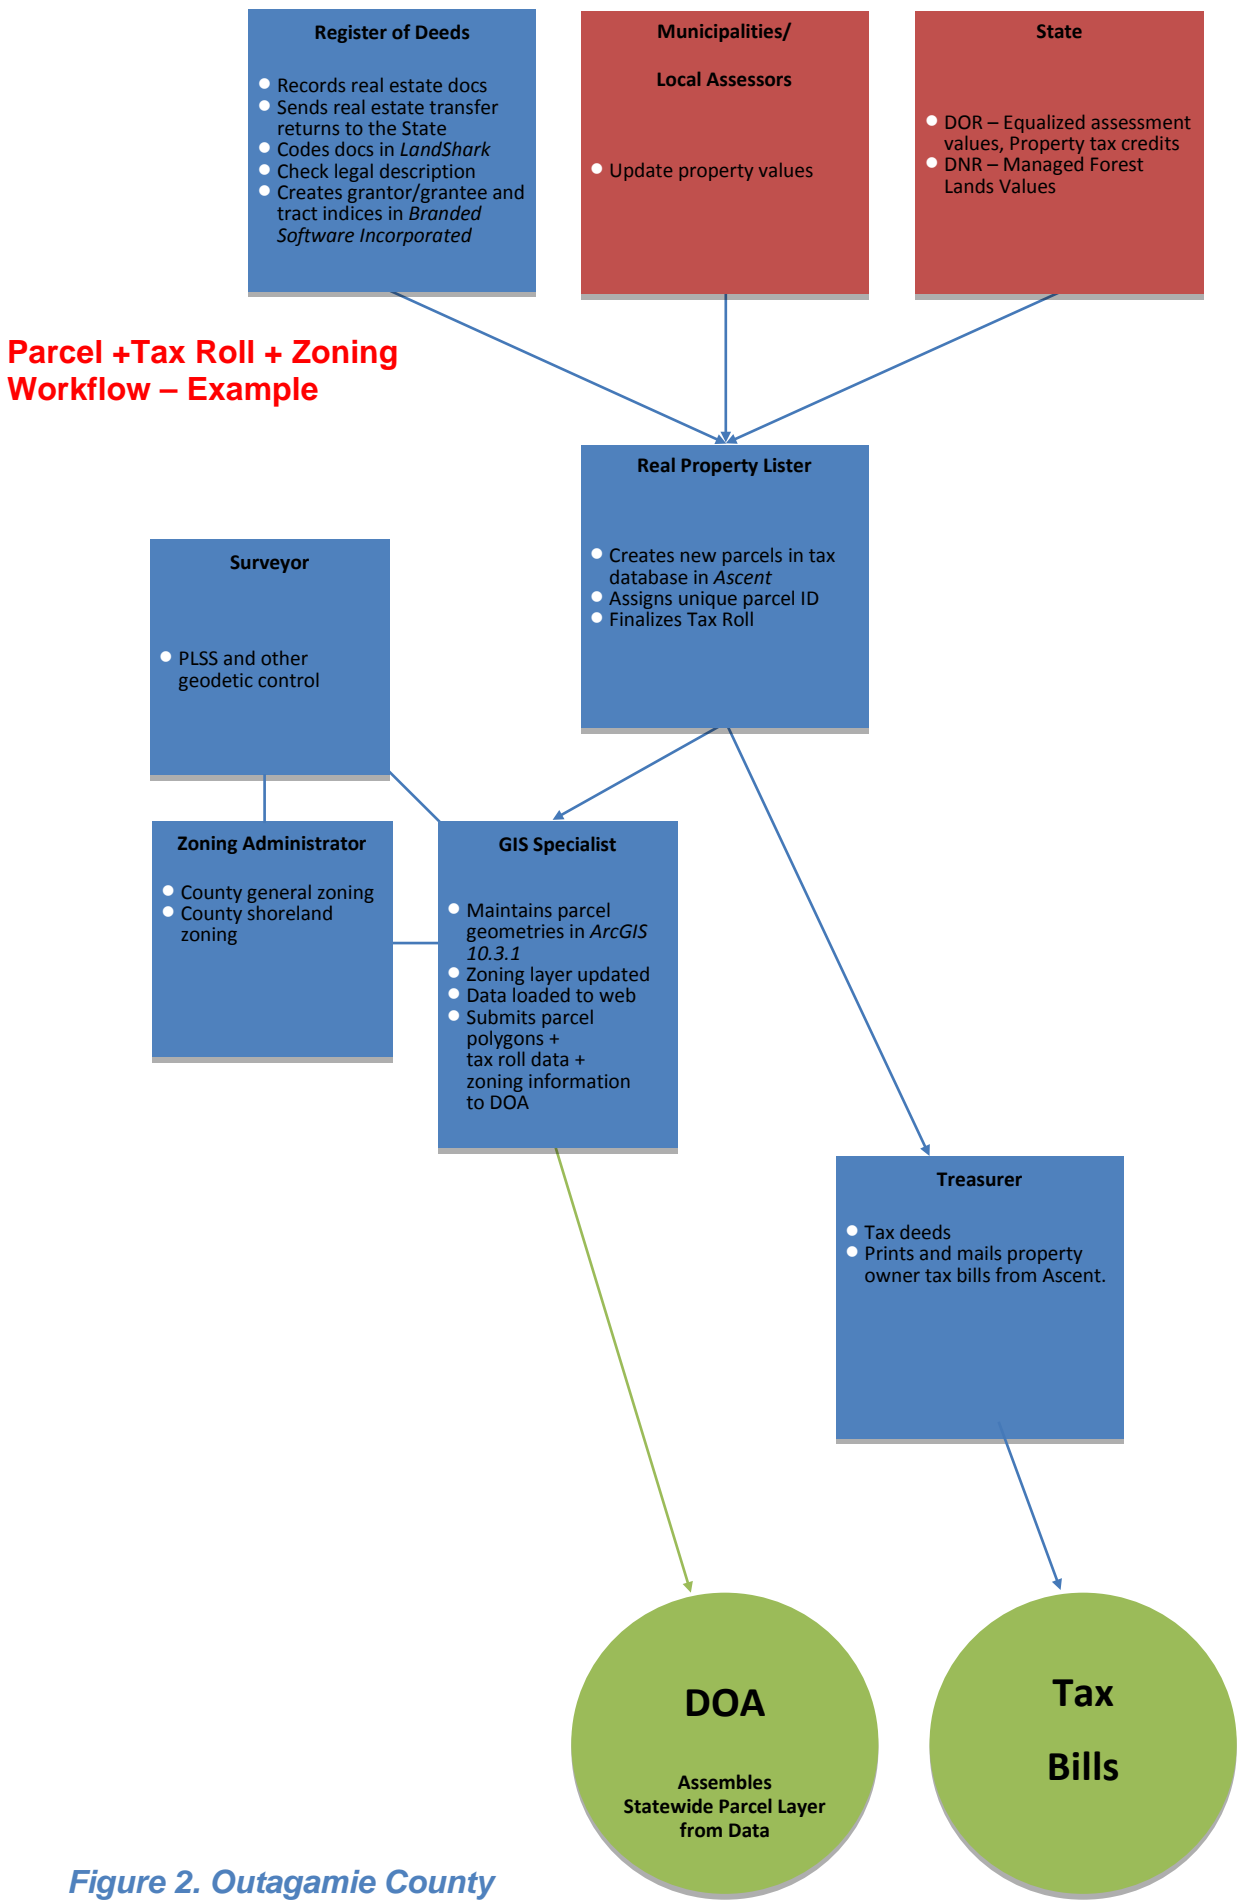 Register of Deeds
Records real estate docs
Sends real estate transfer
returns to the State
Codes docs in LandShark
Check legal description
Creates grantor/grantee and
tract indices in Branded
Software Incorporated
Municipalities/
Local Assessors
Update property values
State
DOR – Equalized assessment
values, Property tax credits
DNR – Managed Forest
Lands Values
Parcel +Tax Roll + Zoning
Workflow – Example
Real Property Lister
Creates new parcels in tax
database in Ascent
Assigns unique parcel ID
Finalizes Tax Roll
Surveyor
PLSS and other
geodetic control
Zoning Administrator
County general zoning
County shoreland
zoning
GIS Specialist
Maintains parcel
geometries in ArcGIS
10.3.1
Zoning layer updated
Data loaded to web
Submits parcel
polygons +
tax roll data +
zoning information
to DOA
Treasurer
Tax deeds
Prints and mails property
owner tax bills from Ascent.
DOA
Assembles
Statewide Parcel Layer
from Data
Tax
Bills
Figure 2. Outagamie County